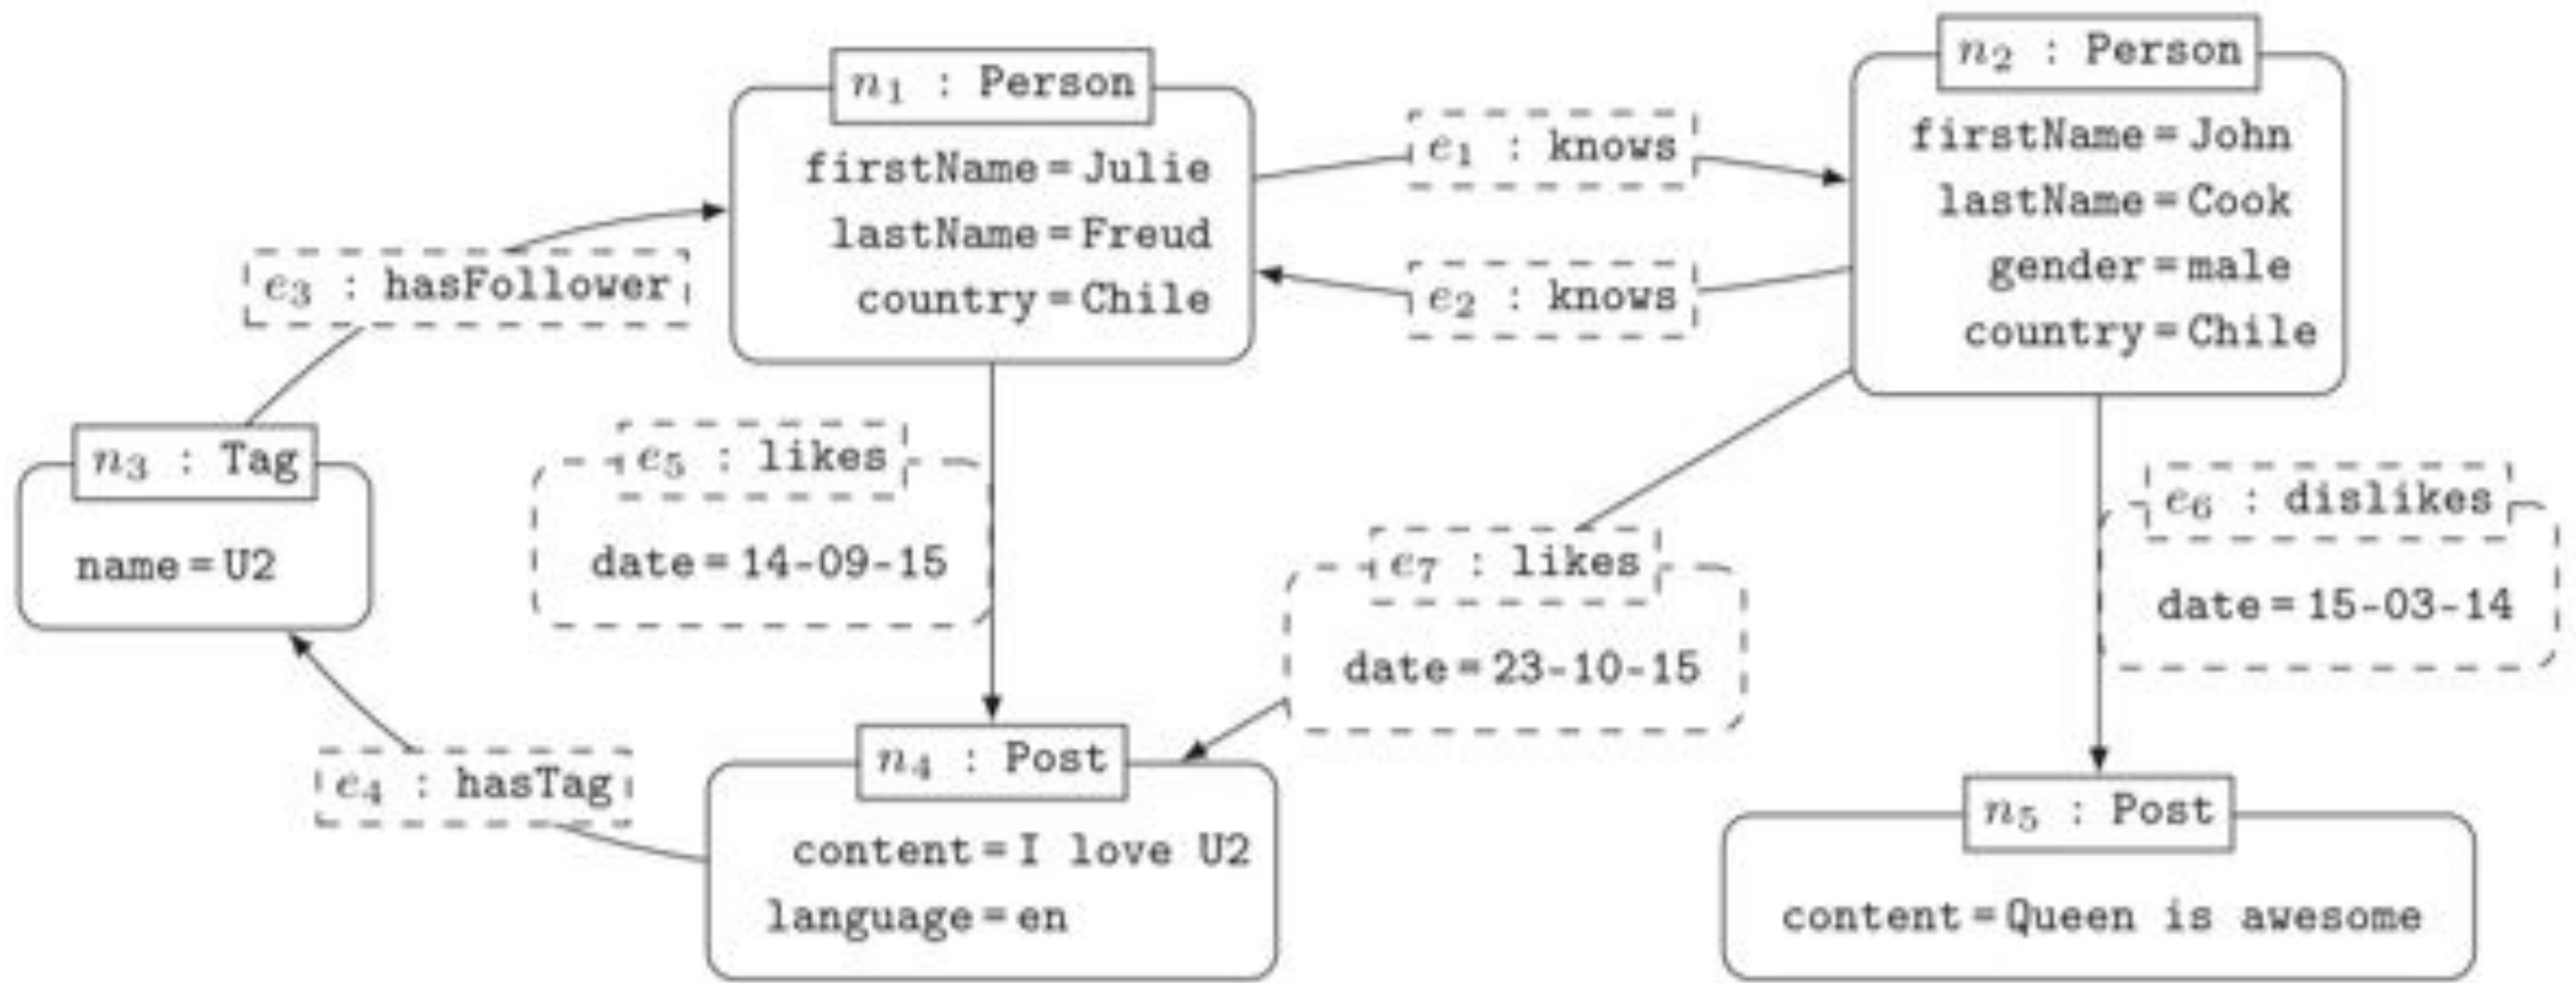 n₁ : Person
firstName = Julie
lastName = Freud
country = Chile
e₁ : knows
e₂ : knows
n₂ : Person
firstName = John
lastName = Cook
gender = male
country = Chile
e₃ : hasFollower
n₃ : Tag
name = U2
e₅ : likes
date = 14-09-15
e₇ : likes
date = 23-10-15
e₆ : dislikes
date = 15-03-14
e₄ : hasTag
n₄ : Post
content = I love U2
language = en
n₅ : Post
content = Queen is awesome